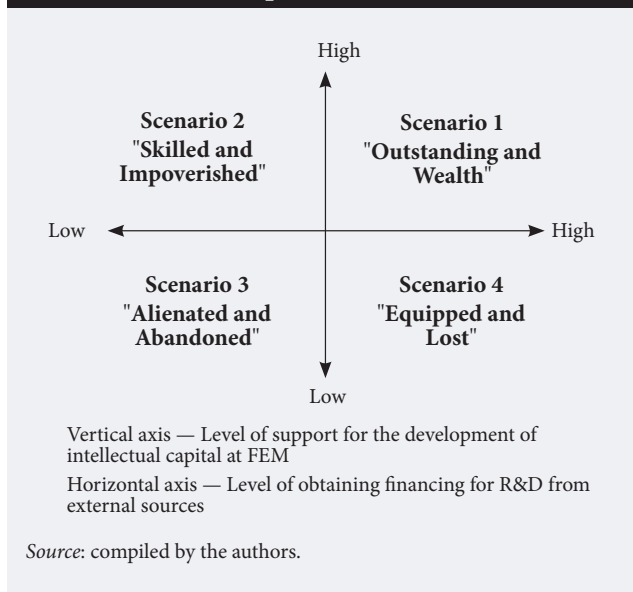 High
Scenario 2
"Skilled and
Impoverished"
Scenario 1
"Outstanding and
Wealth"
Low
High
Scenario 3
"Alienated and
Abandoned"
Scenario 4
"Equipped and
Lost"
Low
Vertical axis — Level of support for the development of
intellectual capital at FEM
Horizontal axis — Level of obtaining financing for R&D from
external sources
Source: compiled by the authors.